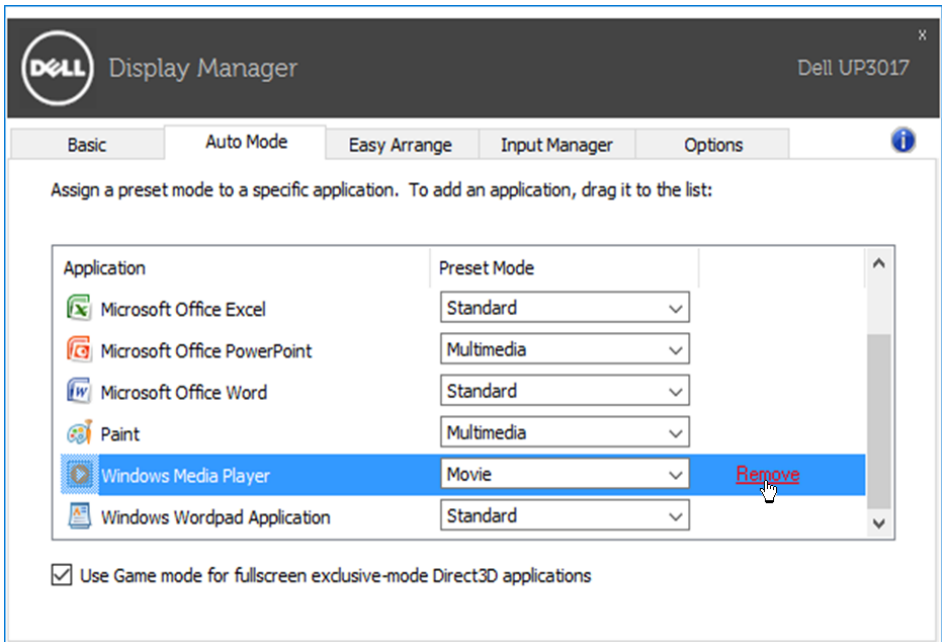 DELL
Display Manager
Dell UP3017
x
Basic
Auto Mode
Easy Arrange
Input Manager
Options
i
Assign a preset mode to a specific application. To add an application, drag it to the list:
Application Preset Mode
Microsoft Office Excel Standard
Microsoft Office PowerPoint Multimedia
Microsoft Office Word Standard
Paint Multimedia
Windows Media Player Movie Remove
Windows Wordpad Application Standard
Use Game mode for fullscreen exclusive-mode Direct3D applications